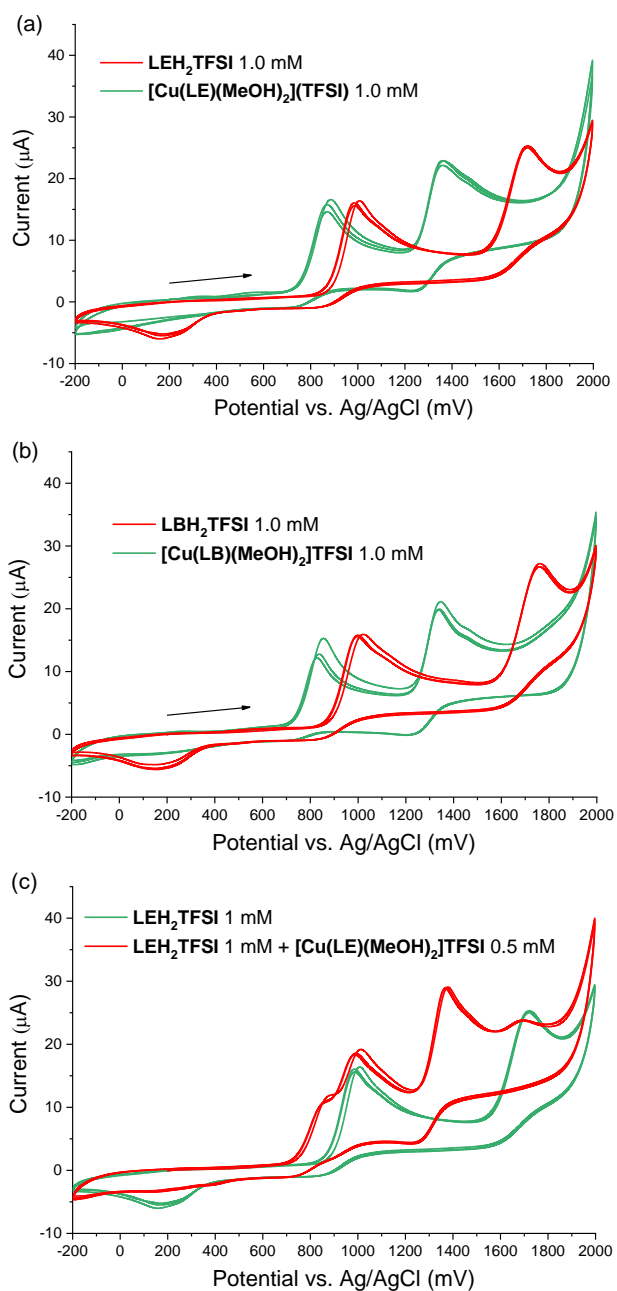 (a)
LEH₂TFSI 1.0 mM
[Cu(LE)(MeOH)₂](TFSI) 1.0 mM
Current (μA)
40
30
20
10
0
-10
-200 0 200 400 600 800 1000 1200 1400 1600 1800 2000
Potential vs. Ag/AgCl (mV)
(b)
LBH₂TFSI 1.0 mM
[Cu(LB)(MeOH)₂]TFSI 1.0 mM
Current (μA)
40
30
20
10
0
-10
-200 0 200 400 600 800 1000 1200 1400 1600 1800 2000
Potential vs. Ag/AgCl (mV)
(c)
LEH₂TFSI 1 mM
LEH₂TFSI 1 mM + [Cu(LE)(MeOH)₂]TFSI 0.5 mM
Current (μA)
40
30
20
10
0
-10
-200 0 200 400 600 800 1000 1200 1400 1600 1800 2000
Potential vs. Ag/AgCl (mV)